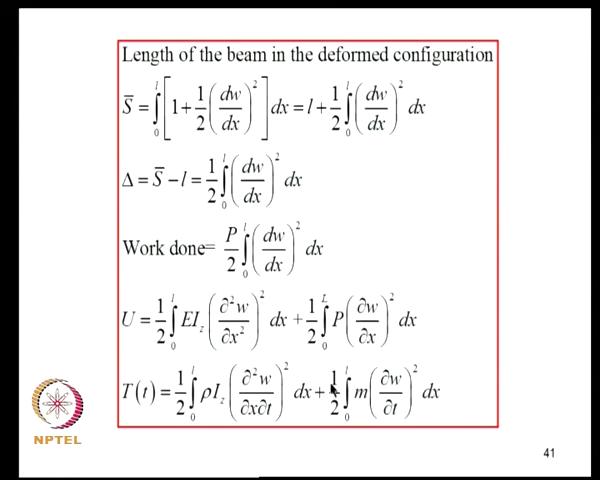 Length of the beam in the deformed configuration
S̄ = ∫₀ˡ [1 + 1/2 (dw/dx)²] dx = l + 1/2 ∫₀ˡ (dw/dx)² dx
Δ = S̄ − l = 1/2 ∫₀ˡ (dw/dx)² dx
Work done= P/2 ∫₀ˡ (dw/dx)² dx
U = 1/2 ∫₀ˡ EI_z (∂²w/∂x²)² dx + 1/2 ∫₀ᴸ P (∂w/∂x)² dx
T(t) = 1/2 ∫₀ˡ ρI_z (∂²w/∂x∂t)² dx + 1/2 ∫₀ˡ m (∂w/∂t)² dx
NPTEL
41